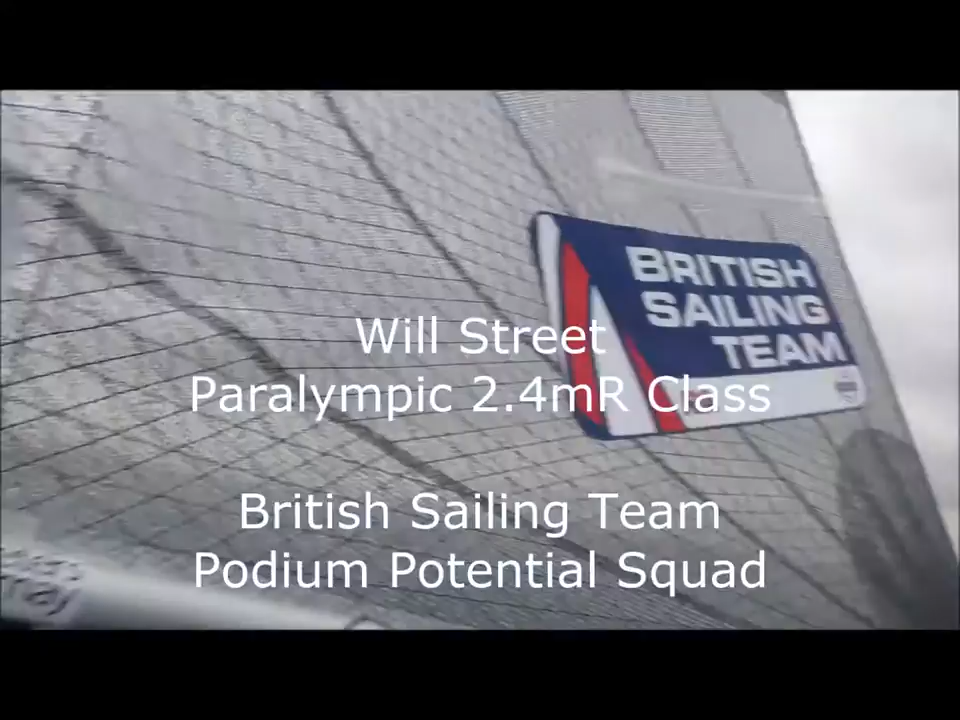 BRITISH
SAILING
TEAM
Will Street
Paralympic 2.4mR Class
British Sailing Team
Podium Potential Squad